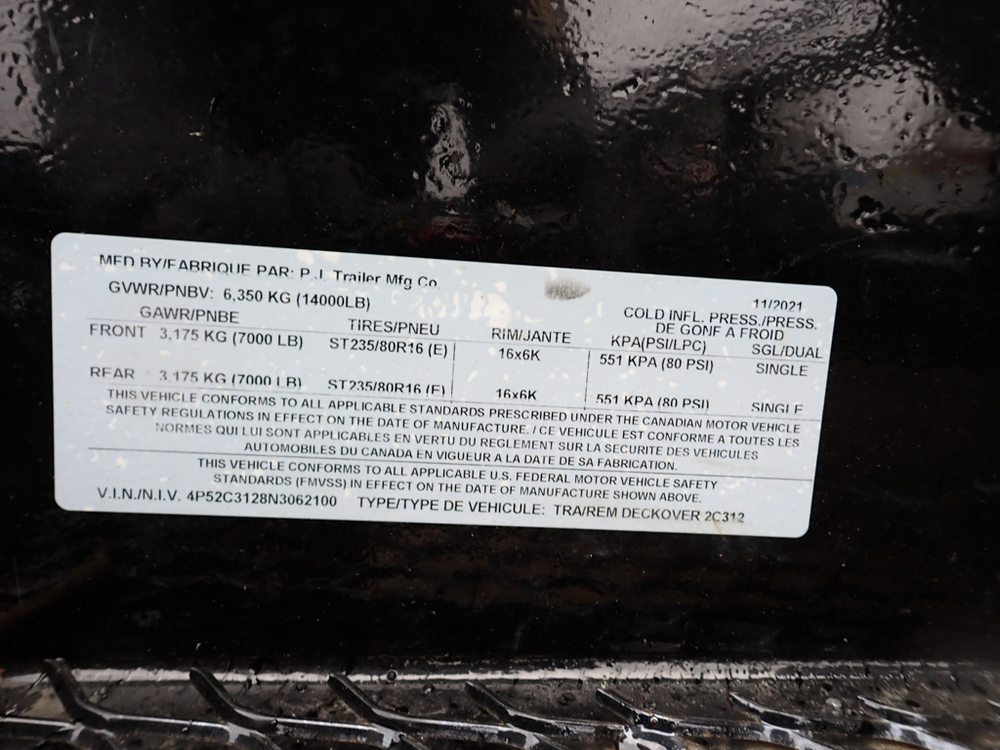 MFD BY/FABRIQUE PAR: P.J. Trailer Mfg Co.
11/2021
GVWR/PNBV: 6,350 KG (14000LB)
COLD INFL. PRESS./PRESS.
DE GONF A FROID
GAWR/PNBE TIRES/PNEU RIM/JANTE KPA(PSI/LPC) SGL/DUAL
FRONT 3,175 KG (7000 LB) ST235/80R16 (E) 16x6K 551 KPA (80 PSI) SINGLE
REAR 3,175 KG (7000 LB) ST235/80R16 (E) 16x6K 551 KPA (80 PSI) SINGLE
THIS VEHICLE CONFORMS TO ALL APPLICABLE STANDARDS PRESCRIBED UNDER THE CANADIAN MOTOR VEHICLE
SAFETY REGULATIONS IN EFFECT ON THE DATE OF MANUFACTURE. / CE VEHICULE EST CONFORME A TOUTES LES
NORMES QUI LUI SONT APPLICABLES EN VERTU DU REGLEMENT SUR LA SECURITE DES VEHICULES
AUTOMOBILES DU CANADA EN VIGUEUR A LA DATE DE SA FABRICATION.
THIS VEHICLE CONFORMS TO ALL APPLICABLE U.S. FEDERAL MOTOR VEHICLE SAFETY
STANDARDS (FMVSS) IN EFFECT ON THE DATE OF MANUFACTURE SHOWN ABOVE.
V.I.N./N.I.V. 4P52C3128N3062100 TYPE/TYPE DE VEHICULE: TRA/REM DECKOVER 2C312